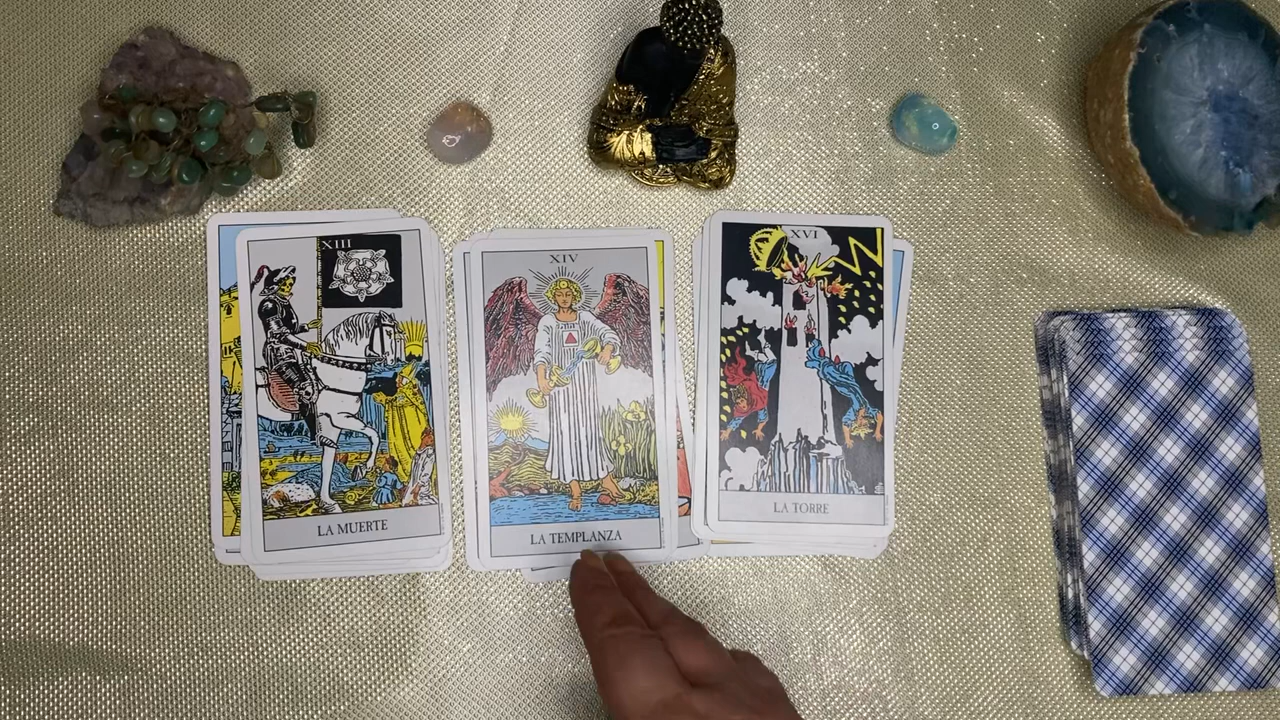 XIII
LA MUERTE
XIV
LA TEMPLANZA
XVI
LA TORRE